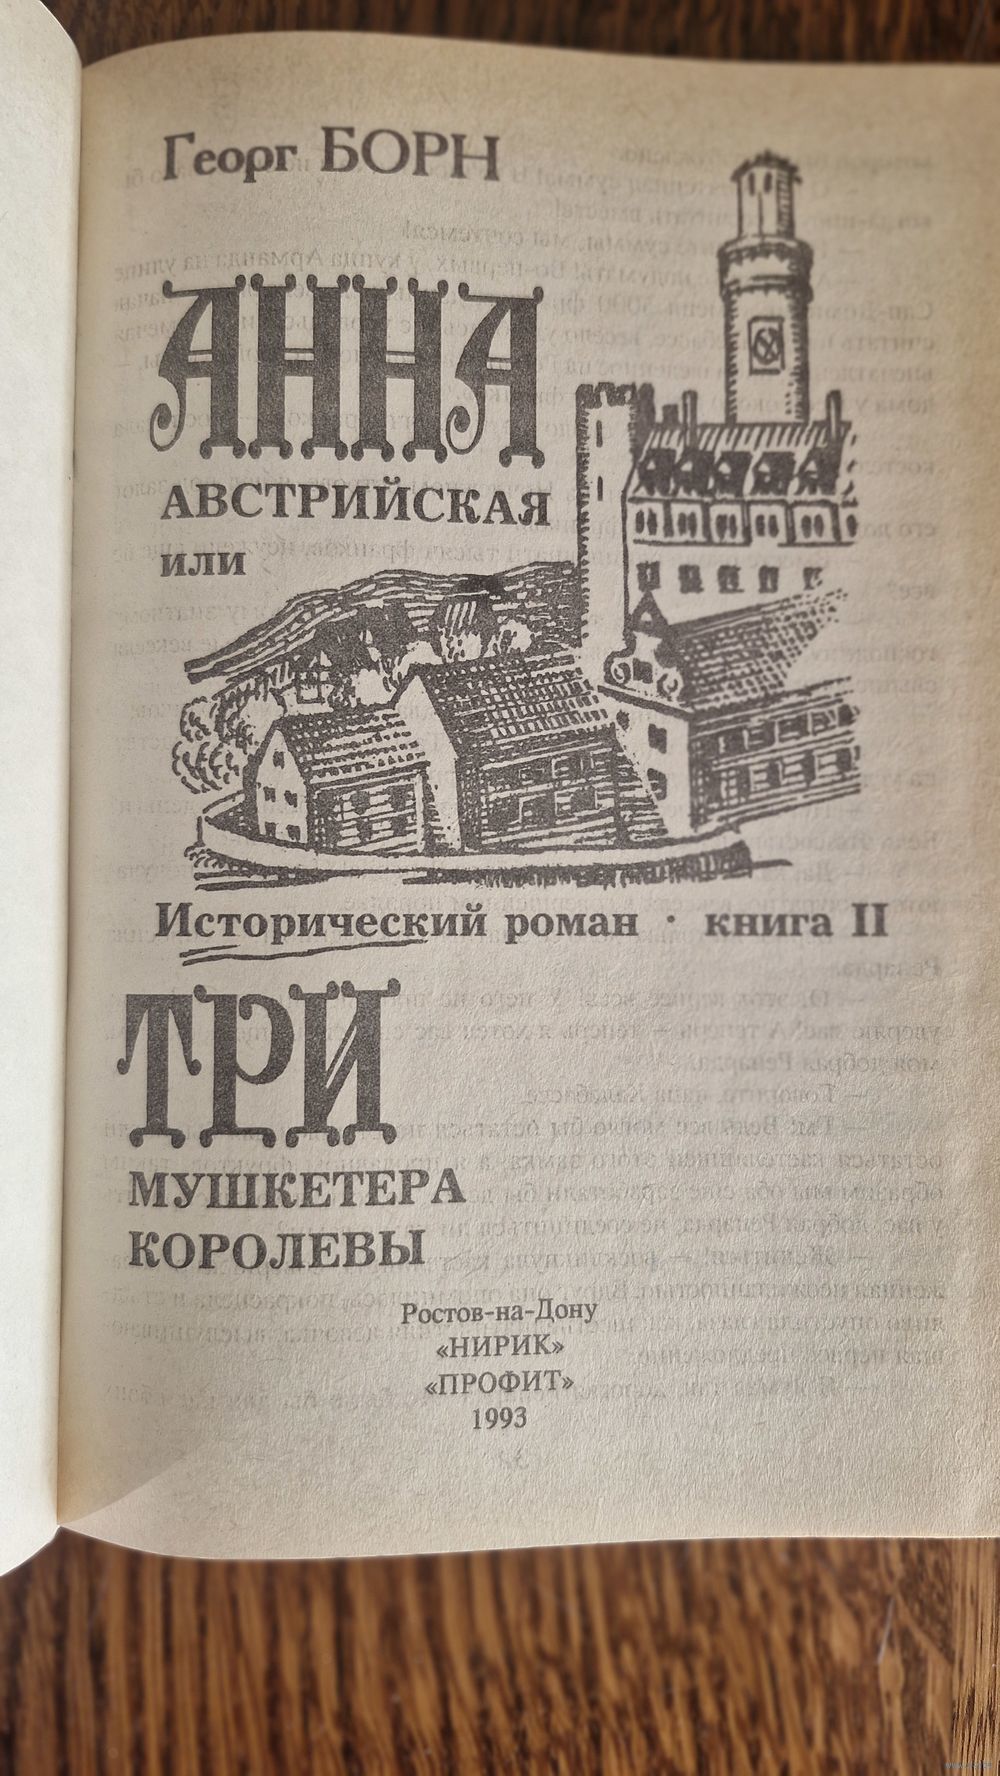 Георг БОРН
АННА
АВСТРИЙСКАЯ
ИЛИ
Исторический роман · книга II
ТРИ
МУШКЕТЕРА
КОРОЛЕВЫ
Ростов-на-Дону
«НИРИК»
«ПРОФИТ»
1993